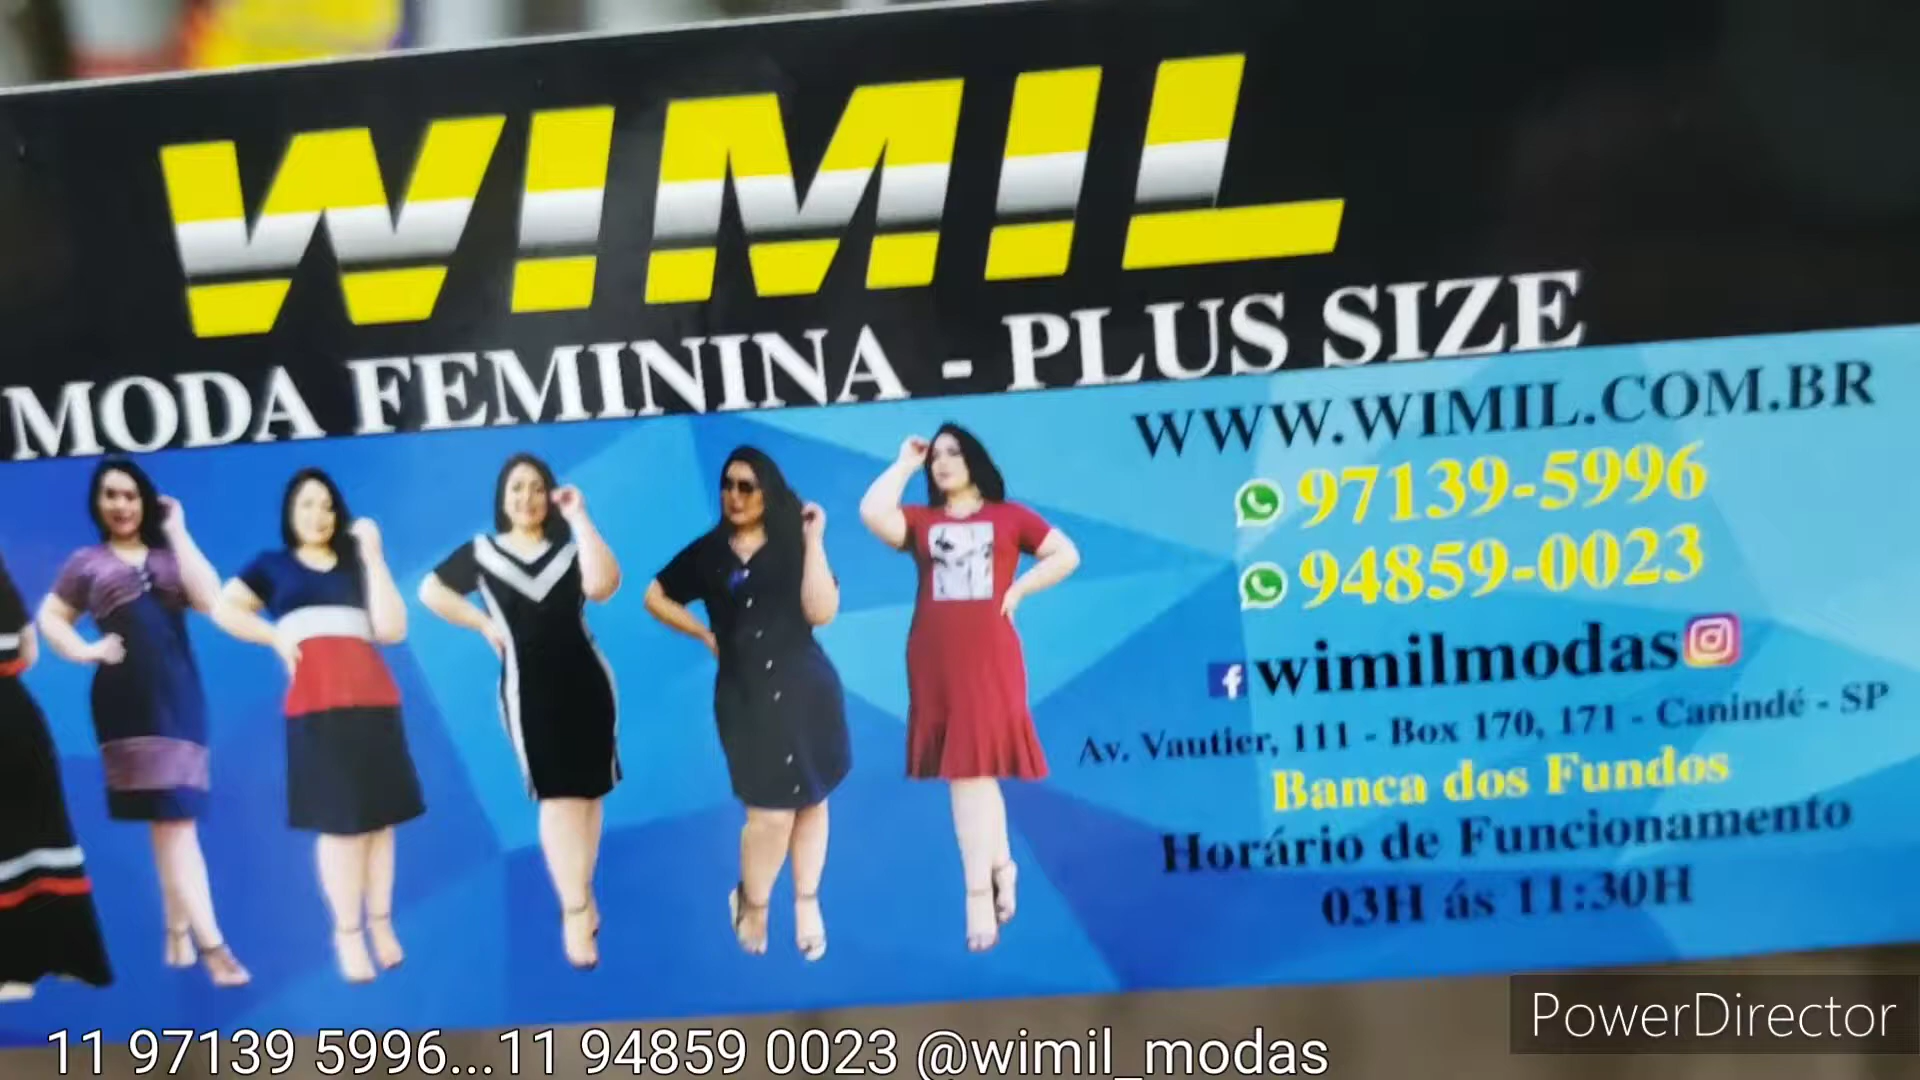 WIMIL
MODA FEMININA - PLUS SIZE
WWW.WIMIL.COM.BR
97139-5996
94859-0023
wimilmodas
Av. Vautier, 111 - Box 170, 171 - Canindé - SP
Banca dos Fundos
Horário de Funcionamento
03H ás 11:30H
PowerDirector
11 97139 5996...11 94859 0023 @wimil_modas